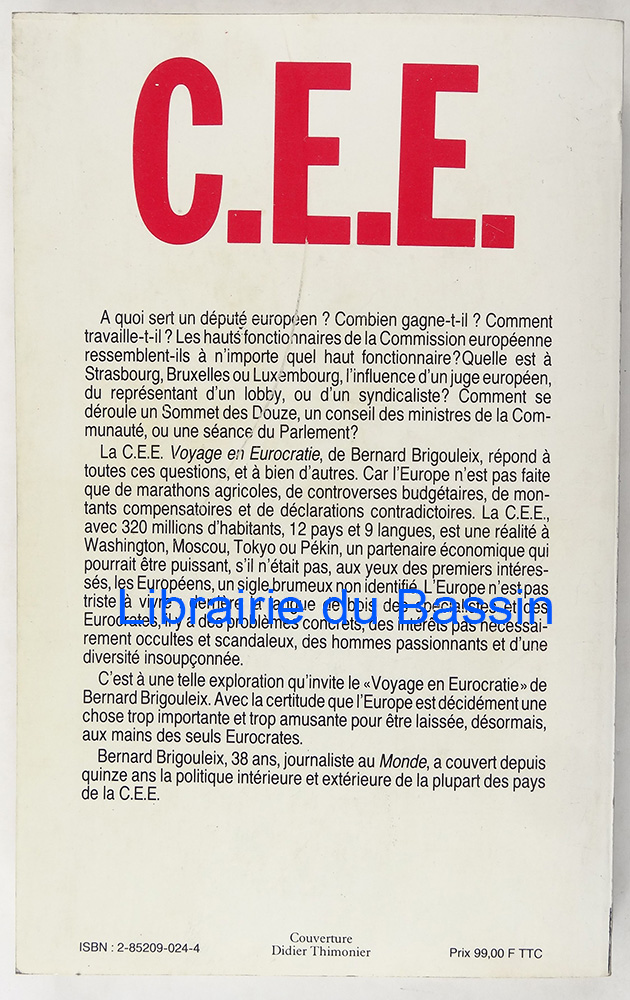 C.E.E.
A quoi sert un député européen ? Combien gagne-t-il ? Comment
travaille-t-il ? Les hauts fonctionnaires de la Commission européenne
ressemblent-ils à n'importe quel haut fonctionnaire? Quelle est à
Strasbourg, Bruxelles ou Luxembourg, l'influence d'un juge européen,
du représentant d'un lobby, ou d'un syndicaliste? Comment se
déroule un Sommet des Douze, un conseil des ministres de la Com-
munauté, ou une séance du Parlement?
La C.E.E. Voyage en Eurocratie, de Bernard Brigouleix, répond à
toutes ces questions, et à bien d'autres. Car l'Europe n'est pas faite
que de marathons agricoles, de controverses budgétaires, de mon-
tants compensatoires et de déclarations contradictoires. La C.E.E.,
avec 320 millions d'habitants, 12 pays et 9 langues, est une réalité à
Washington, Moscou, Tokyo ou Pékin, un partenaire économique qui
pourrait être puissant, s'il n'était pas, aux yeux des premiers intéres-
sés, les Européens, un sigle brumeux non identifié. L'Europe n'est pas
triste à vivre : derrière la langue de bois des spécialistes et des
Librairie du Bassin
Eurocrates, il y a des problèmes concrets, des intérêts pas nécessai-
rement occultes et scandaleux, des hommes passionnants et d'une
diversité insoupçonnée.
C'est à une telle exploration qu'invite le «Voyage en Eurocratie» de
Bernard Brigouleix. Avec la certitude que l'Europe est décidément une
chose trop importante et trop amusante pour être laissée, désormais,
aux mains des seuls Eurocrates.
Bernard Brigouleix, 38 ans, journaliste au Monde, a couvert depuis
quinze ans la politique intérieure et extérieure de la plupart des pays
de la C.E.E.
ISBN : 2-85209-024-4
Couverture
Didier Thimonier
Prix 99,00 F TTC